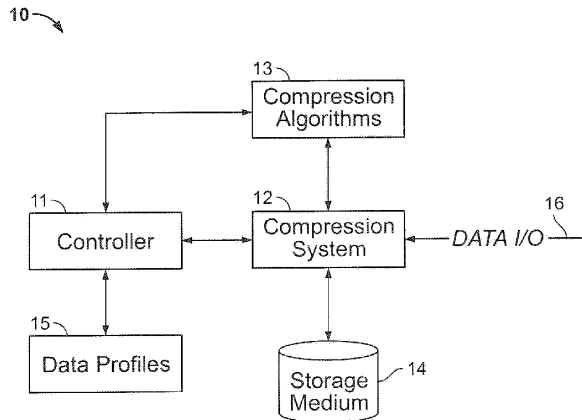 10
13
Compression
Algorithms
11
Controller
12
Compression
System
16
DATA I/O
15
Data Profiles
Storage
Medium
14